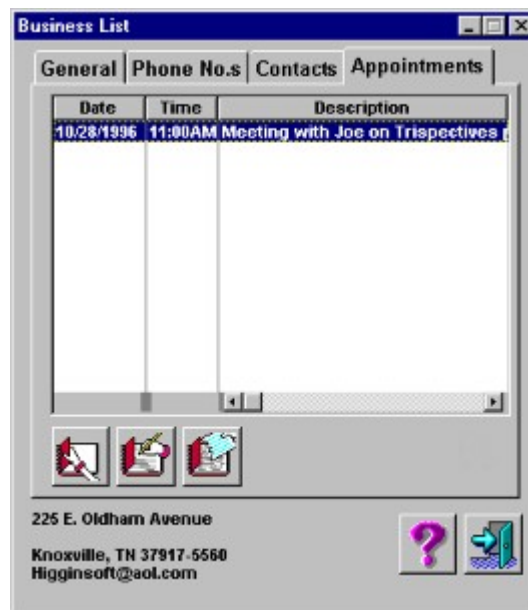 Business List
General Phone No.s Contacts Appointments
Date Time Description
10/28/1996 11:00AM Meeting with Joe on Trispectives
225 E. Oldham Avenue
Knoxville, TN 37917-5560
Higginsoft@aol.com